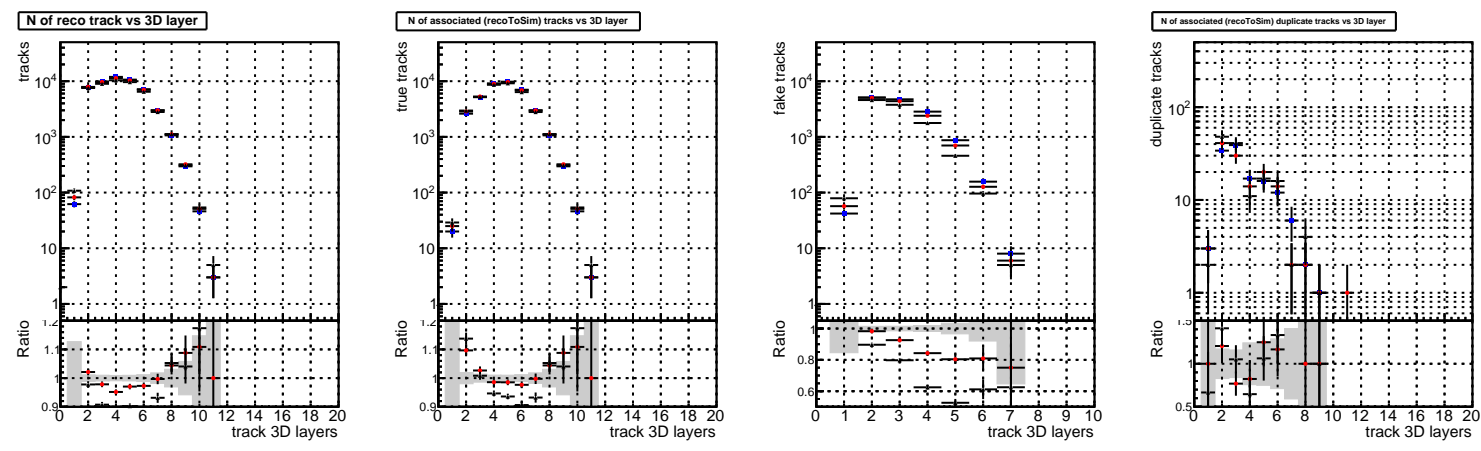 N of reco track vs 3D layer
tracks
10⁴
10³
10²
10
1
Ratio
1.2
1.1
1
0.9
0 2 4 6 8 10 12 14 16 18 20
track 3D layers
N of associated (recoToSim) tracks vs 3D layer
true tracks
10⁴
10³
10²
10
1
Ratio
1.2
1.1
1
0.9
0 2 4 6 8 10 12 14 16 18 20
track 3D layers
fake tracks
10⁴
10³
10²
10
1
Ratio
1
0.8
0.6
0 1 2 3 4 5 6 7 8 9 10
track 3D layers
N of associated (recoToSim) duplicate tracks vs 3D layer
duplicate tracks
10²
10
1
Ratio
1.5
1
0.5
0 2 4 6 8 10 12 14 16 18 20
track 3D layers